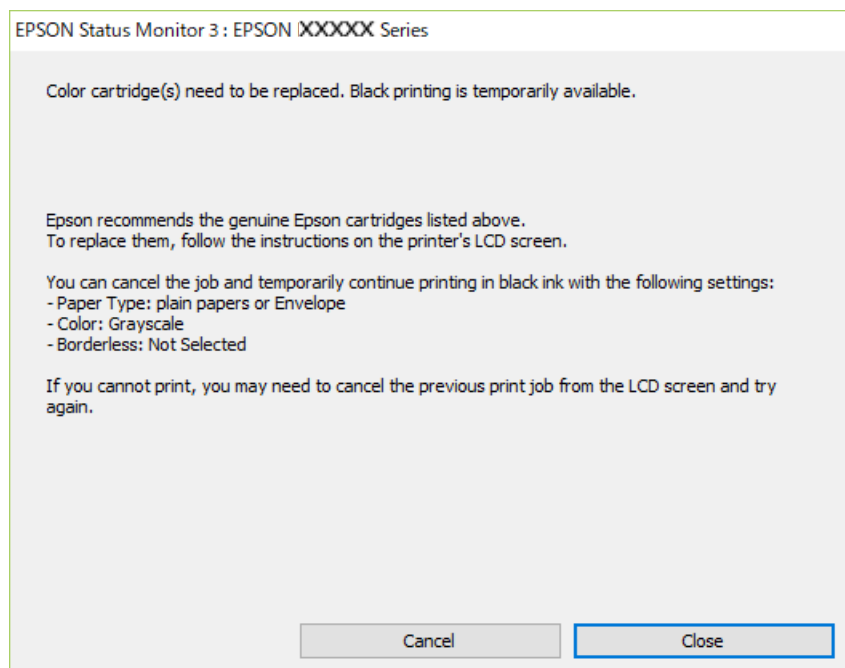 EPSON Status Monitor 3 : EPSON XXXXX Series
Color cartridge(s) need to be replaced. Black printing is temporarily available.
Epson recommends the genuine Epson cartridges listed above.
To replace them, follow the instructions on the printer's LCD screen.
You can cancel the job and temporarily continue printing in black ink with the following settings:
- Paper Type: plain papers or Envelope
- Color: Grayscale
- Borderless: Not Selected
If you cannot print, you may need to cancel the previous print job from the LCD screen and try
again.
Cancel
Close